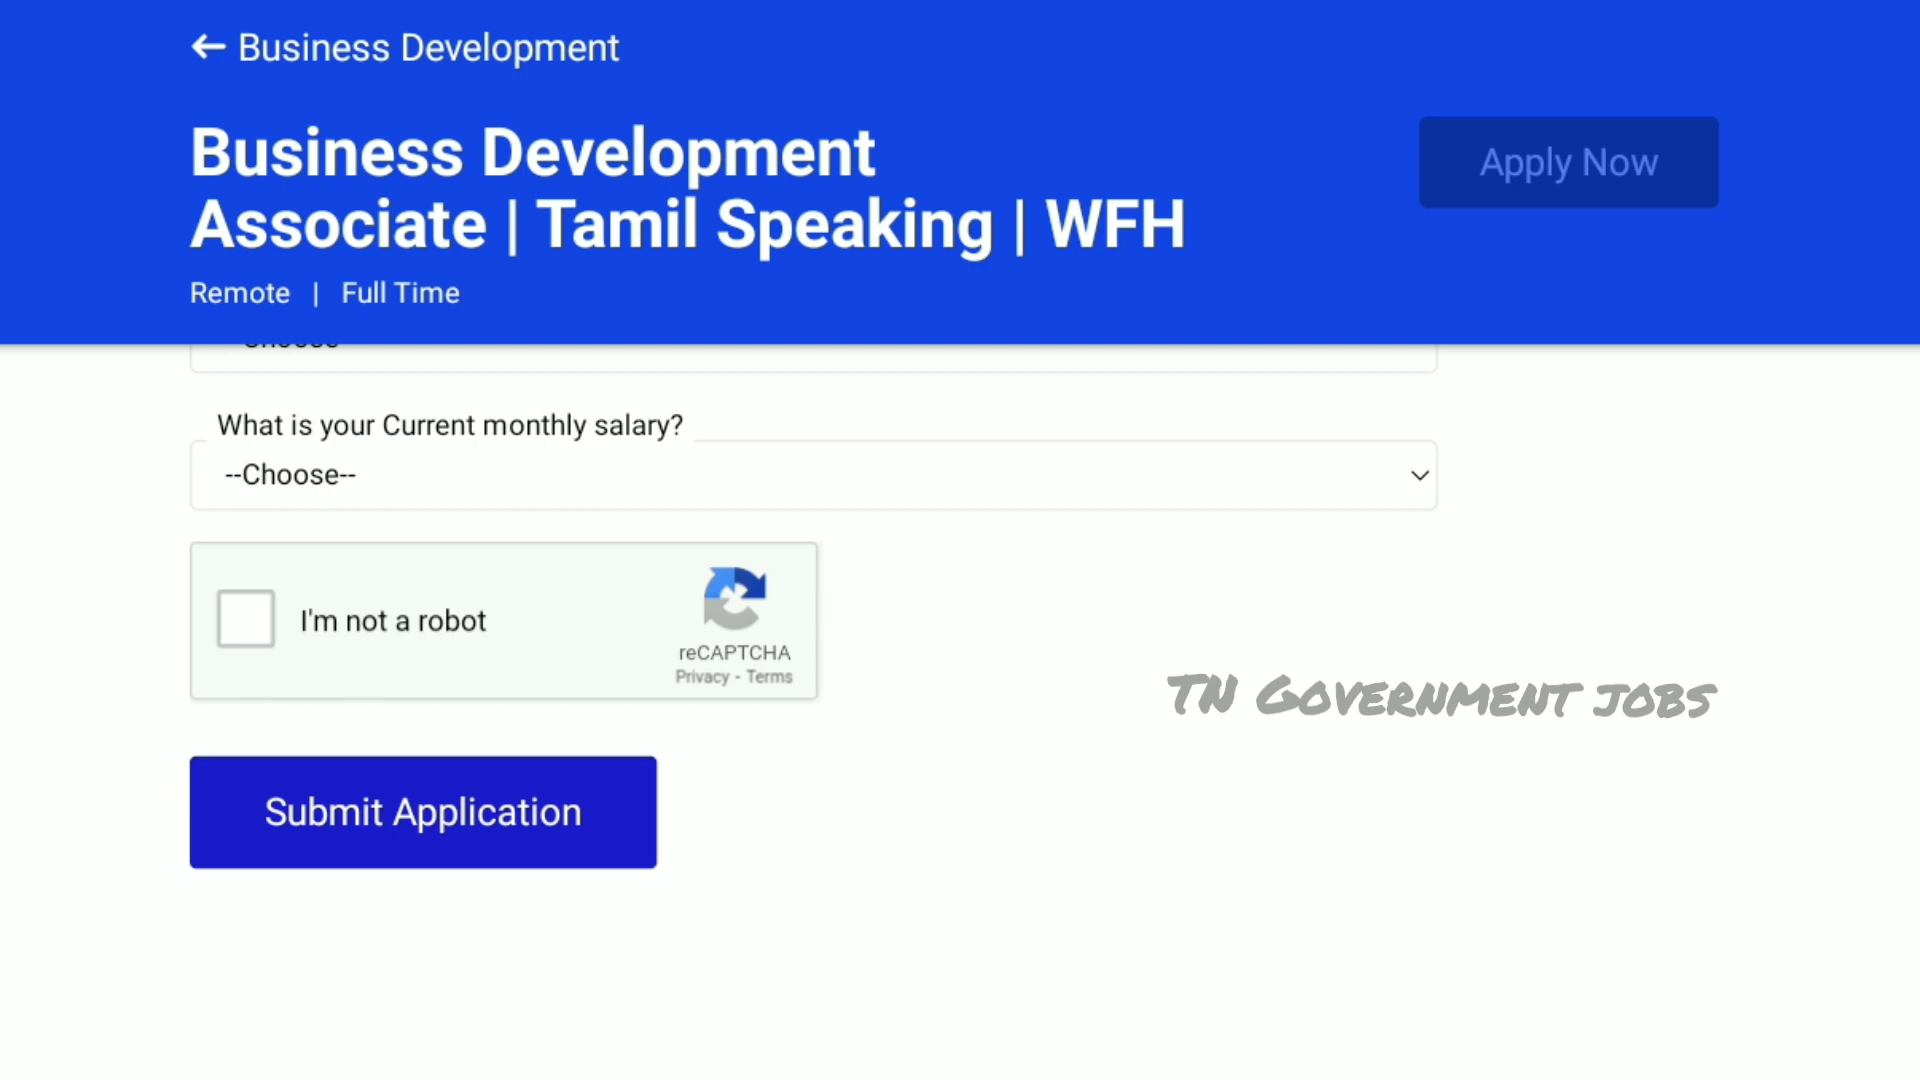 ← Business Development
Business Development
Associate | Tamil Speaking | WFH
Apply Now
Remote | Full Time
What is your Current monthly salary?
--Choose--
I'm not a robot
reCAPTCHA
Privacy - Terms
TN GOVERNMENT JOBS
Submit Application